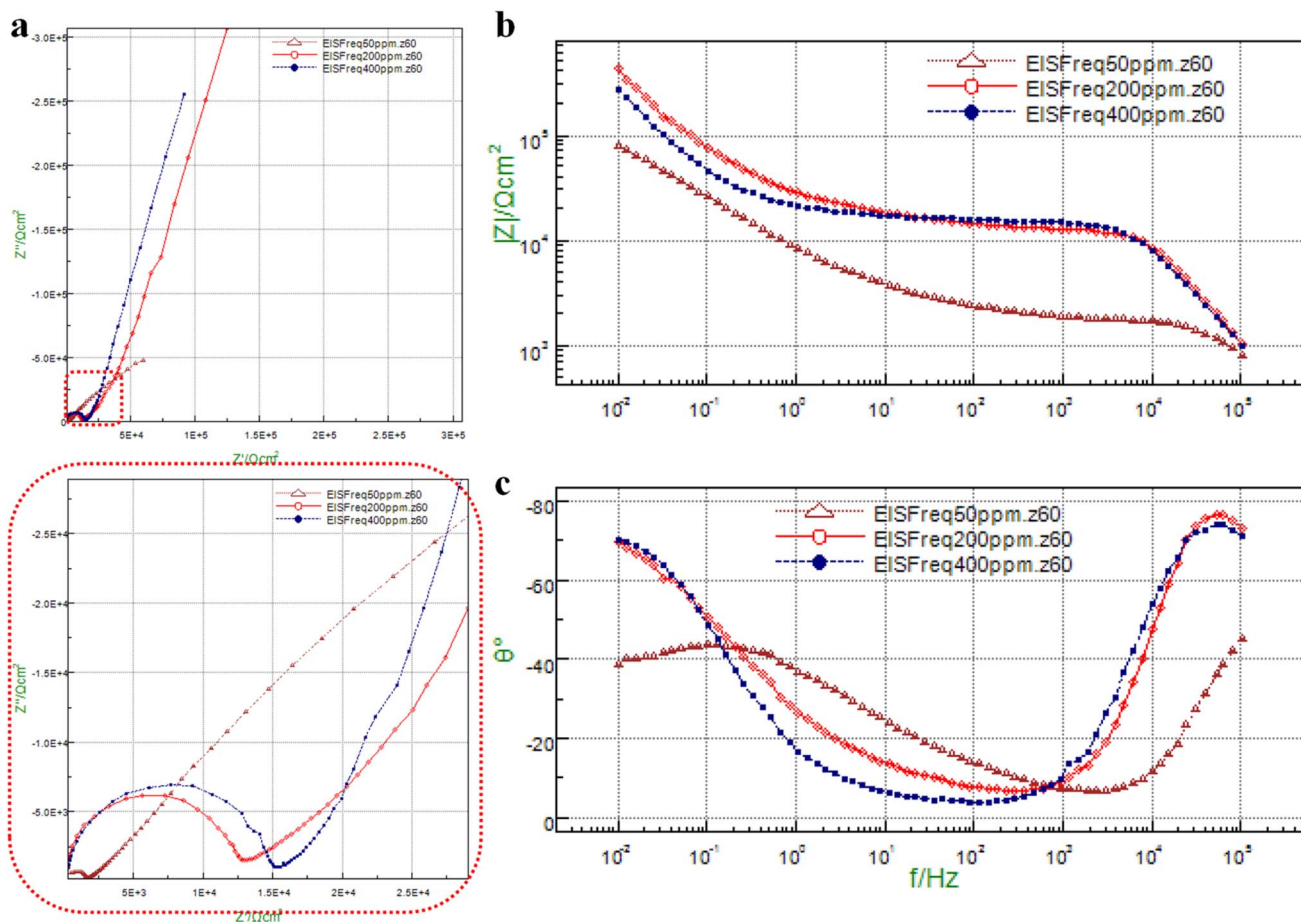 a
-3.0E+5
-2.5E+5
-2.0E+5
-1.5E+5
-1.0E+5
-5.0E+4
0
Z''/Ωcm²
EISFreq50ppm.z60
EISFreq200ppm.z60
EISFreq400ppm.z60
5E+4 1E+5 1.5E+5 2E+5 2.5E+5 3E+5
Z'/Ωcm²
-2.5E+4
-2.0E+4
-1.5E+4
-1.0E+4
-5.0E+3
Z''/Ωcm²
EISFreq50ppm.z60
EISFreq200ppm.z60
EISFreq400ppm.z60
5E+3 1E+4 1.5E+4 2E+4 2.5E+4
Z'/Ωcm²
b
|Z|/Ωcm²
10⁵
10⁴
10³
EISFreq50ppm.z60
EISFreq200ppm.z60
EISFreq400ppm.z60
10⁻² 10⁻¹ 10⁰ 10¹ 10² 10³ 10⁴ 10⁵
c
θ°
-80
-60
-40
-20
0
EISFreq50ppm.z60
EISFreq200ppm.z60
EISFreq400ppm.z60
10⁻² 10⁻¹ 10⁰ 10¹ 10² 10³ 10⁴ 10⁵
f/Hz